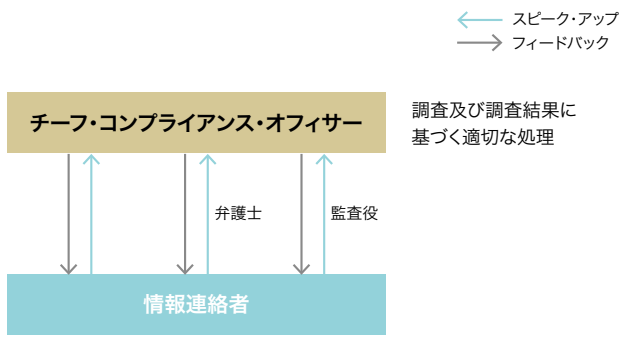 スピーク・アップ
フィードバック
チーフ・コンプライアンス・オフィサー
調査及び調査結果に
基づく適切な処理
弁護士
監査役
情報連絡者